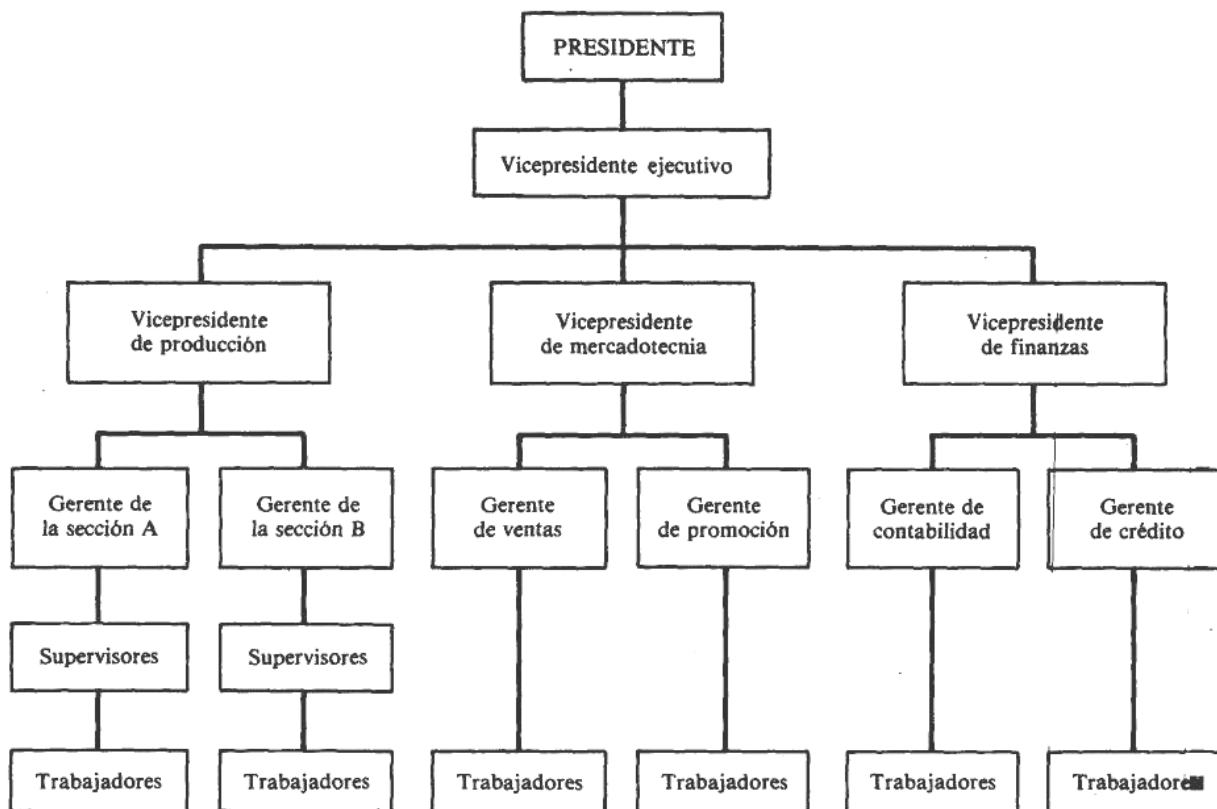 PRESIDENTE
Vicepresidente ejecutivo
Vicepresidente
de producción
Vicepresidente
de mercadotecnia
Vicepresidente
de finanzas
Gerente de
la sección A
Gerente de
la sección B
Gerente
de ventas
Gerente
de promoción
Gerente de
contabilidad
Gerente
de crédito
Supervisores
Supervisores
Trabajadores
Trabajadores
Trabajadores
Trabajadores
Trabajadores
Trabajadores